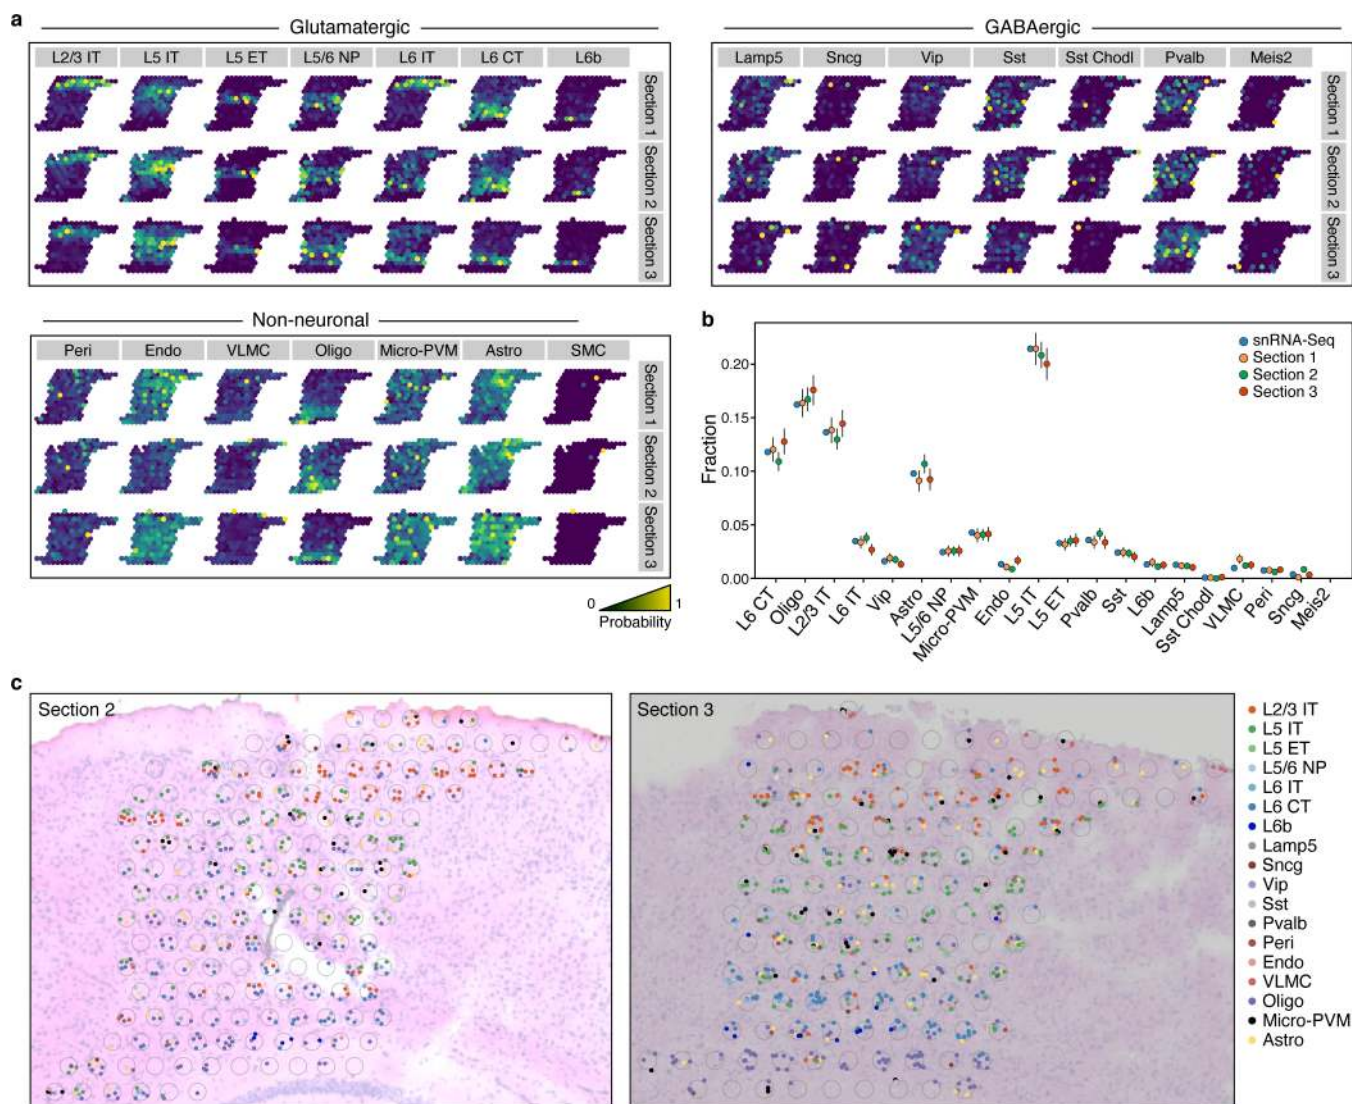 a
Glutamatergic
L2/3 IT L5 IT L5 ET L5/6 NP L6 IT L6 CT L6b
Section 1
Section 2
Section 3
GABAergic
Lamp5 Sncg Vip Sst Sst Chodl Pvalb Meis2
Section 1
Section 2
Section 3
Non-neuronal
Peri Endo VLMC Oligo Micro-PVM Astro SMC
Section 1
Section 2
Section 3
0 1
Probability
b
snRNA-Seq
Section 1
Section 2
Section 3
Fraction
0.20
0.15
0.10
0.05
0.00
L6 CT Oligo L2/3 IT L6 IT Vip Astro L5/6 NP Micro-PVM Endo L5 IT L5 ET Pvalb Sst L6b Lamp5 Sst Chodl VLMC Peri Sncg Meis2
c
Section 2
Section 3
L2/3 IT
L5 IT
L5 ET
L5/6 NP
L6 IT
L6 CT
L6b
Lamp5
Sncg
Vip
Sst
Pvalb
Peri
Endo
VLMC
Oligo
Micro-PVM
Astro